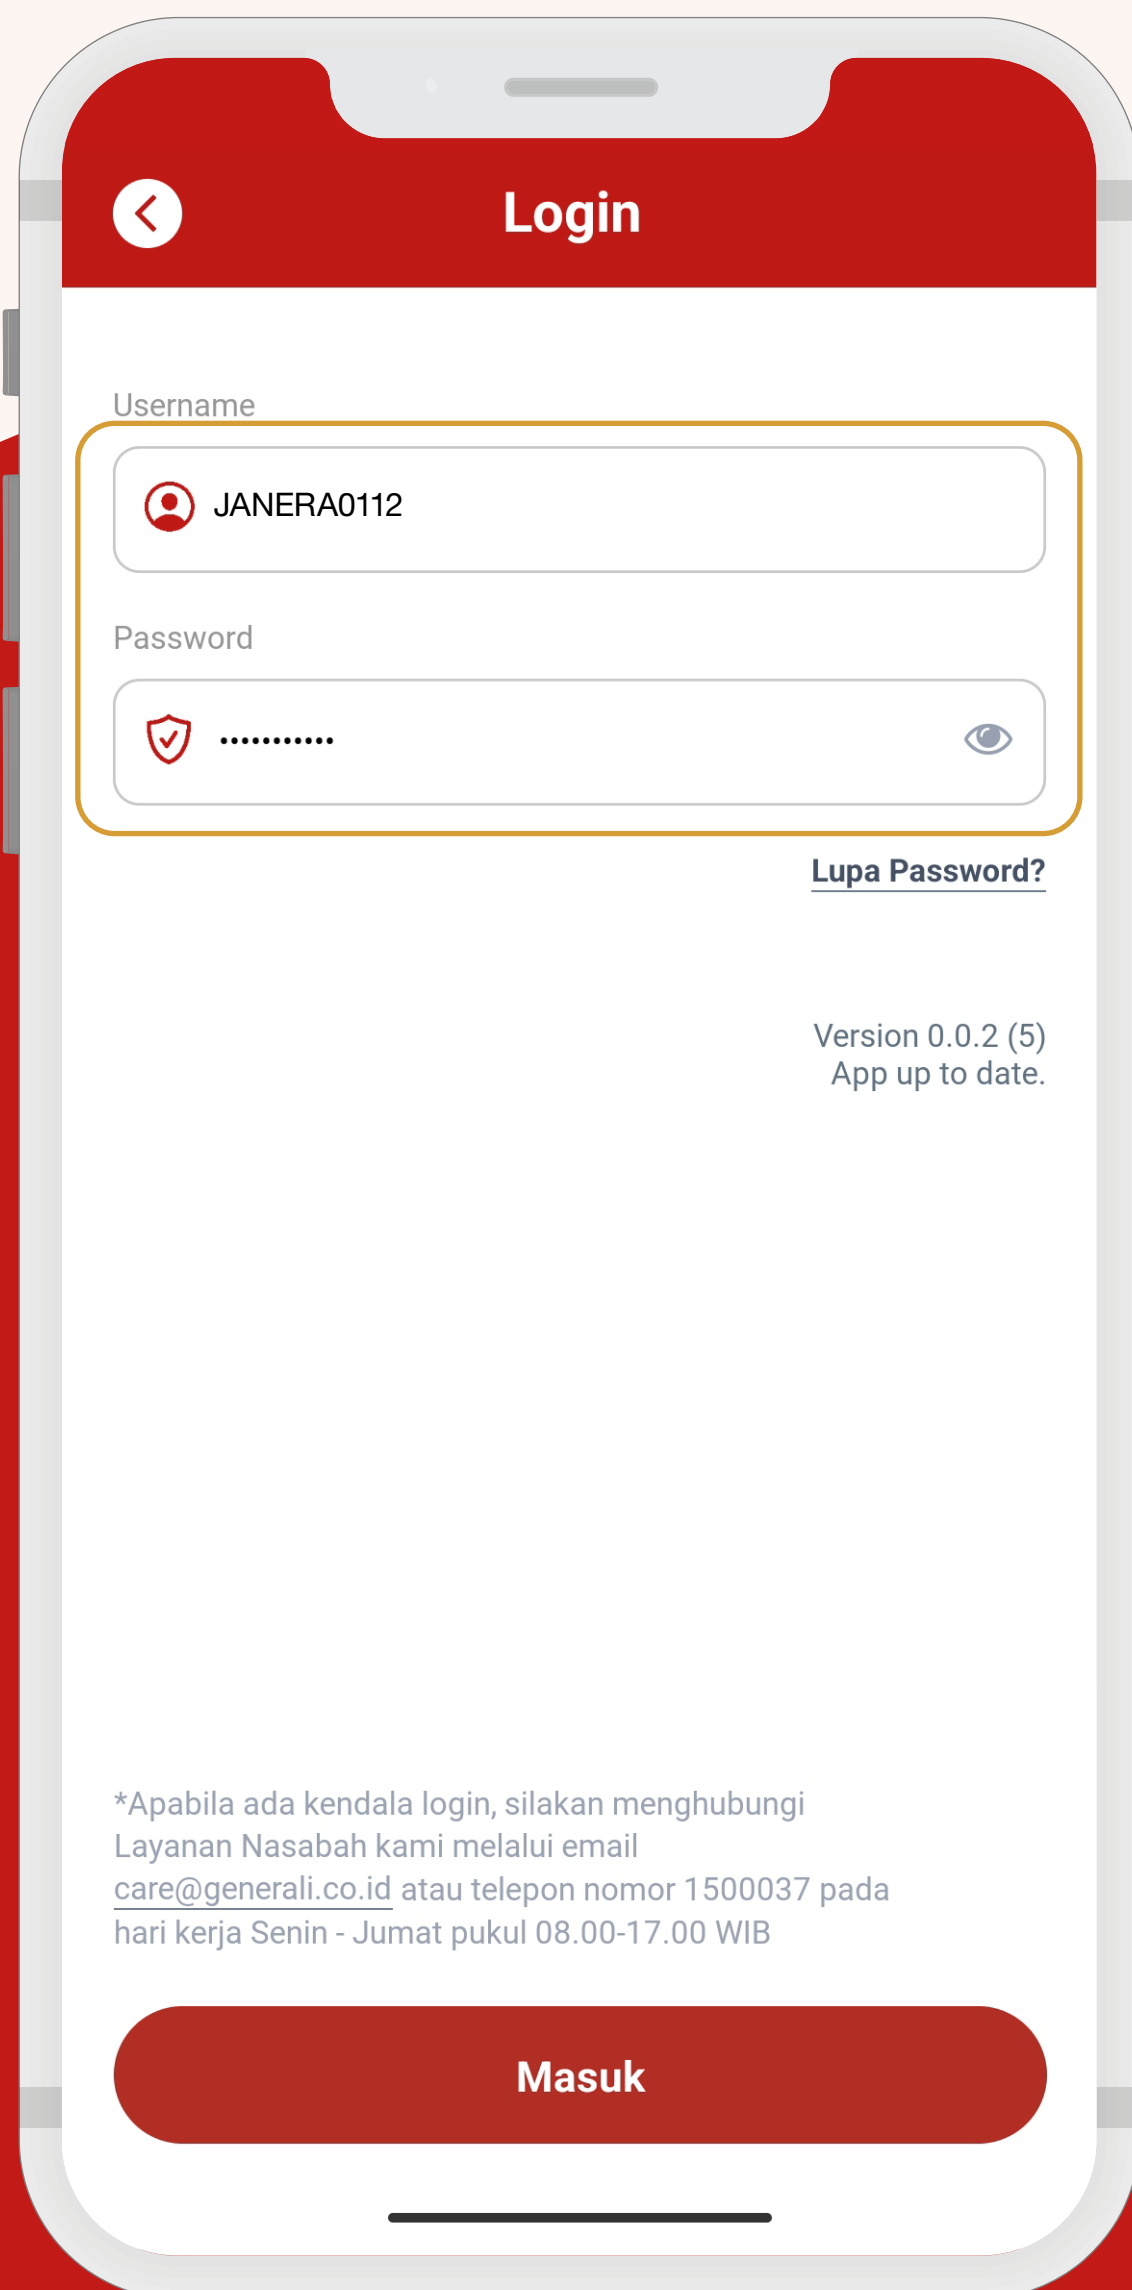 Login
Username
JANERA0112
Password
•••••••••••
Lupa Password?
Version 0.0.2 (5)
App up to date.
*Apabila ada kendala login, silakan menghubungi
Layanan Nasabah kami melalui email
care@generali.co.id atau telepon nomor 1500037 pada
hari kerja Senin - Jumat pukul 08.00-17.00 WIB
Masuk